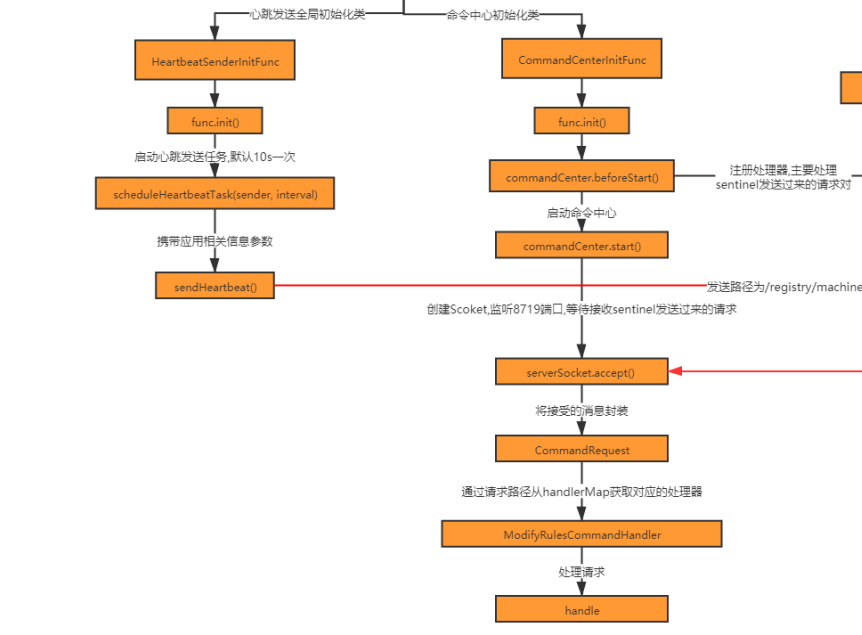 心跳发送全局初始化类
命令中心初始化类
HeartbeatSenderInitFunc
CommandCenterInitFunc
func.init()
func.init()
启动心跳发送任务,默认10s一次
注册处理器,主要处理
sentinel发送过来的请求对
commandCenter.beforeStart()
scheduleHeartbeatTask(sender, interval)
启动命令中心
携带应用相关信息参数
commandCenter.start()
sendHeartbeat()
发送路径为/registry/machine
创建Scoket,监听8719端口,等待接收sentinel发送过来的请求
serverSocket.accept()
将接受的消息封装
CommandRequest
通过请求路径从handlerMap获取对应的处理器
ModifyRulesCommandHandler
处理请求
handle